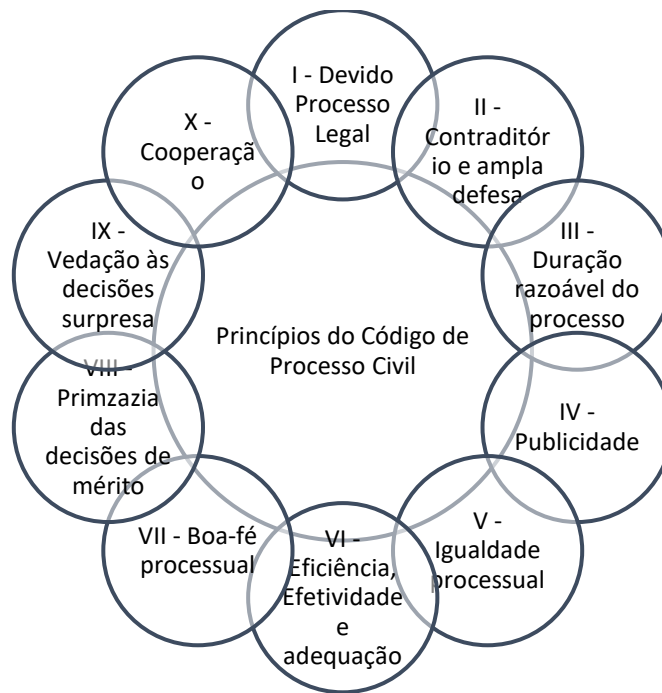 Princípios do Código de
Processo Civil
I - Devido
Processo
Legal
II -
Contraditór
io e ampla
defesa
III -
Duração
razoável do
processo
IV -
Publicidade
V -
Igualdade
processual
VI -
Eficiência,
Efetividade
e
adequação
VII - Boa-fé
processual
VIII -
Primzazia
das
decisões de
mérito
IX -
Vedação às
decisões
surpresa
X -
Cooperaçã
o